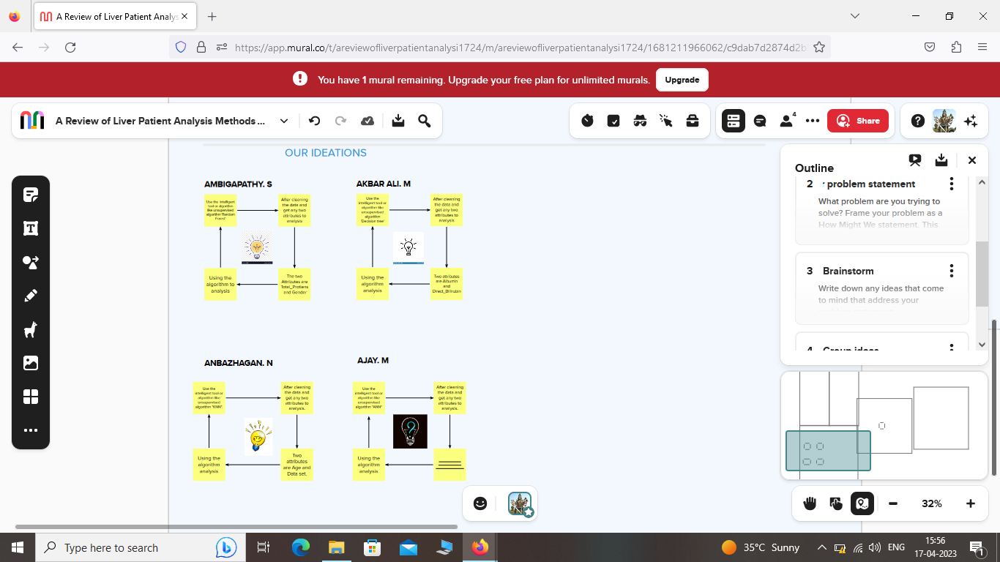 A Review of Liver Patient Analys
https://app.mural.co/t/areviewofliverpatientanalysi1724/m/areviewofliverpatientanalysi1724/1681211966062/c9dab7d2874d2b
You have 1 mural remaining. Upgrade your free plan for unlimited murals.
Upgrade
A Review of Liver Patient Analysis Methods ...
4
Share
OUR IDEATIONS
AMBIGAPATHY. S
Use the intelligent
tool or algorithm
like unsupervised
algorithm 'Random
Forest"
After cleaning
the data and
get any two
attributes to
analysis
The two
Attributes are
Total_Protiens
and Gender
Using the
algorithm to
analysis
AKBAR ALI. M
Use the
intelligent tool or
algorithm like
unsupervised
algorithm
'Decision tree'
After cleening
the data and
get any two
attributes to
analysis
Two attributes
are Albumin
and
Direct_Bilirubin
Using the
algorithm
analysis
ANBAZHAGAN. N
Use the
intelligent tool or
algorithm like
unsupervised
algorithm "KNN".
After cleening
the data and
get any two
attributes to
analysis.
Two
attributes
are Age and
Data set.
Using the
algorithm
analysis
AJAY. M
Use the
intelligent tool or
algorithm like
unsupervised
algorithm "ANN"
After cleening
the data and
get any two
attributes to
analysis.
Using the
algorithm
analysis
Outline
2 r problem statement
What problem are you trying to
solve? Frame your problem as a
How Might We statement. This
3 Brainstorm
Write down any ideas that come
to mind that address your
4 Group ideas
32%
Type here to search
35°C Sunny
ENG
15:56
17-04-2023
1